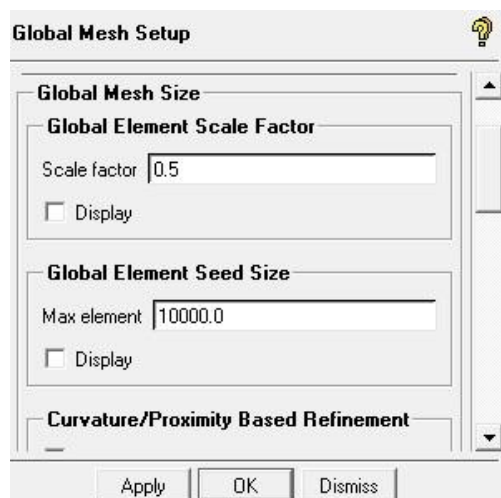 Global Mesh Setup
Global Mesh Size
Global Element Scale Factor
Scale factor 0.5
Display
Global Element Seed Size
Max element 10000.0
Display
Curvature/Proximity Based Refinement
Apply OK Dismiss